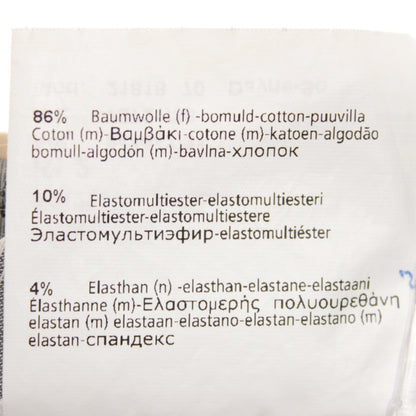 86% Baumwolle (f) -bomuld-cotton-puuvilla
Coton (m)-Βαμβάκι-cotone (m)-katoen-algodão
bomull-algodón (m)-bavlna-хлопок
10% Elastomultiester-elastomultiesteri
Élastomultiester-elastomultiestere
Эластомультиэфир-elastomultiéster
4% Elasthan (n) -elasthan-elastane-elastaani
Élasthanne (m)-Ελαστομερής πολυουρεθάνη
elastan (m) elastaan-elastano-elastan-elastano (m)
elastan-спандекс